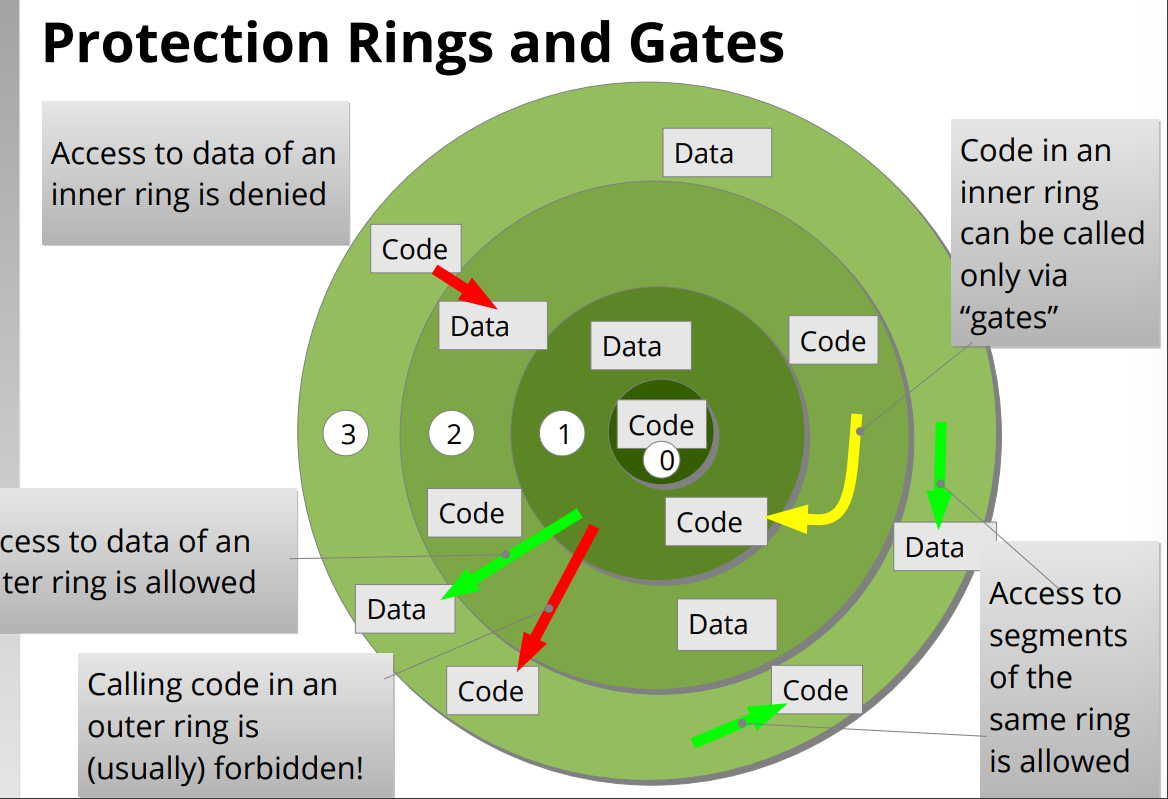 Protection Rings and Gates
Access to data of an
inner ring is denied
Data
Code in an
inner ring
can be called
only via
“gates”
Code
Data
Data
Code
Code
3
2
1
0
Code
Code
Data
cess to data of an
ter ring is allowed
Data
Data
Access to
segments
of the
same ring
is allowed
Calling code in an
outer ring is
(usually) forbidden!
Code
Code